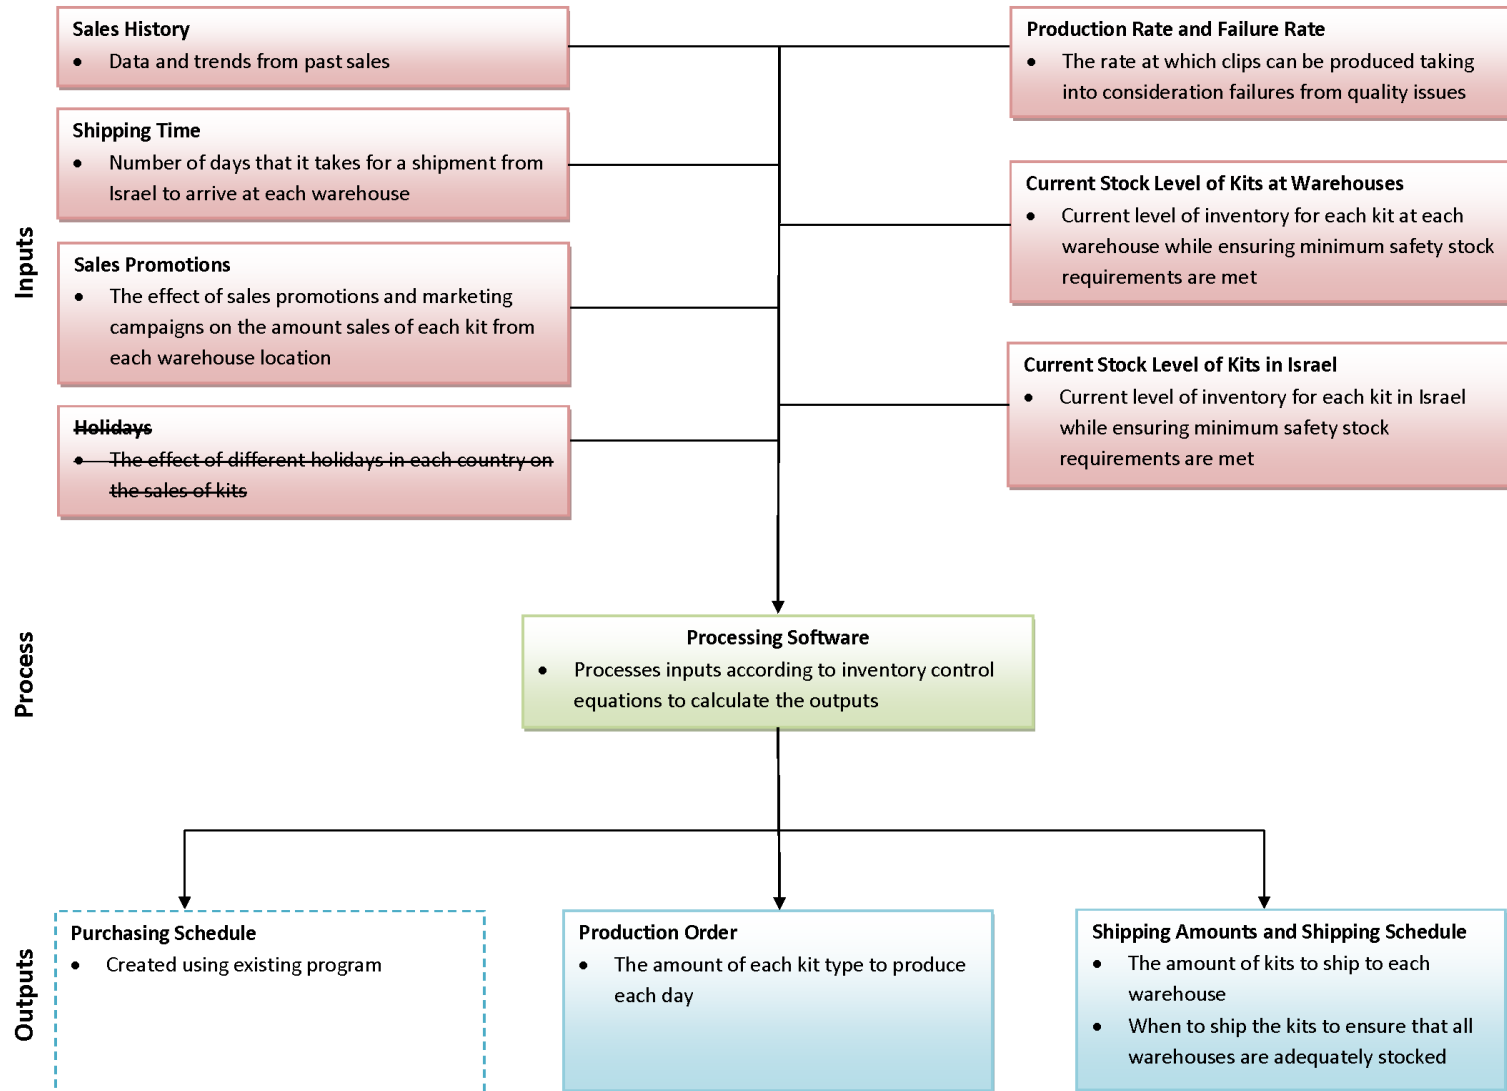 Inputs
Sales History
• Data and trends from past sales
Shipping Time
• Number of days that it takes for a shipment from
Israel to arrive at each warehouse
Sales Promotions
• The effect of sales promotions and marketing
campaigns on the amount sales of each kit from
each warehouse location
Holidays
• The effect of different holidays in each country on
the sales of kits
Production Rate and Failure Rate
• The rate at which clips can be produced taking
into consideration failures from quality issues
Current Stock Level of Kits at Warehouses
• Current level of inventory for each kit at each
warehouse while ensuring minimum safety stock
requirements are met
Current Stock Level of Kits in Israel
• Current level of inventory for each kit in Israel
while ensuring minimum safety stock
requirements are met
Process
Processing Software
• Processes inputs according to inventory control
equations to calculate the outputs
Outputs
Purchasing Schedule
• Created using existing program
Production Order
• The amount of each kit type to produce
each day
Shipping Amounts and Shipping Schedule
• The amount of kits to ship to each
warehouse
• When to ship the kits to ensure that all
warehouses are adequately stocked